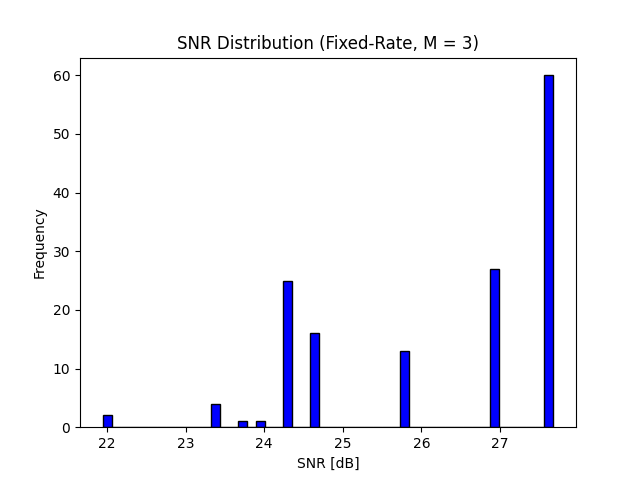 SNR Distribution (Fixed-Rate, M = 3)
60
50
40
30
20
10
0
Frequency
22 23 24 25 26 27
SNR [dB]